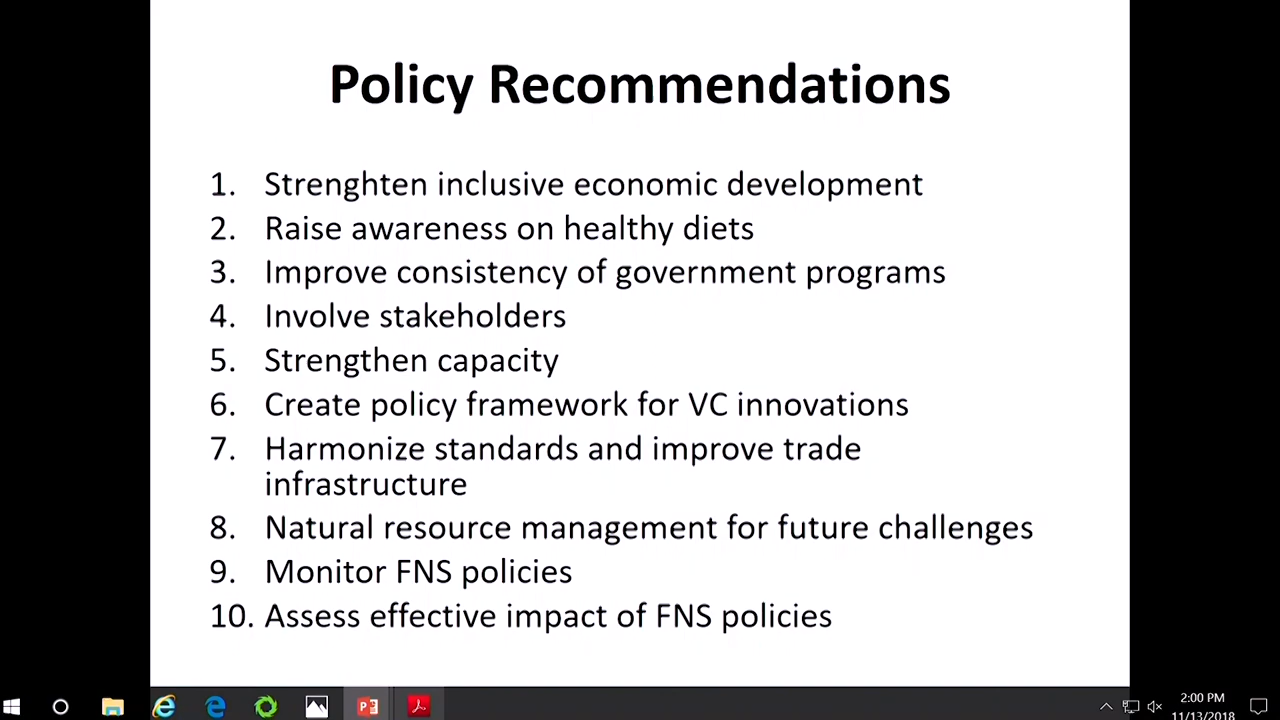 Policy Recommendations
1. Strenghten inclusive economic development
2. Raise awareness on healthy diets
3. Improve consistency of government programs
4. Involve stakeholders
5. Strengthen capacity
6. Create policy framework for VC innovations
7. Harmonize standards and improve trade
infrastructure
8. Natural resource management for future challenges
9. Monitor FNS policies
10. Assess effective impact of FNS policies
2:00 PM
11/13/2018